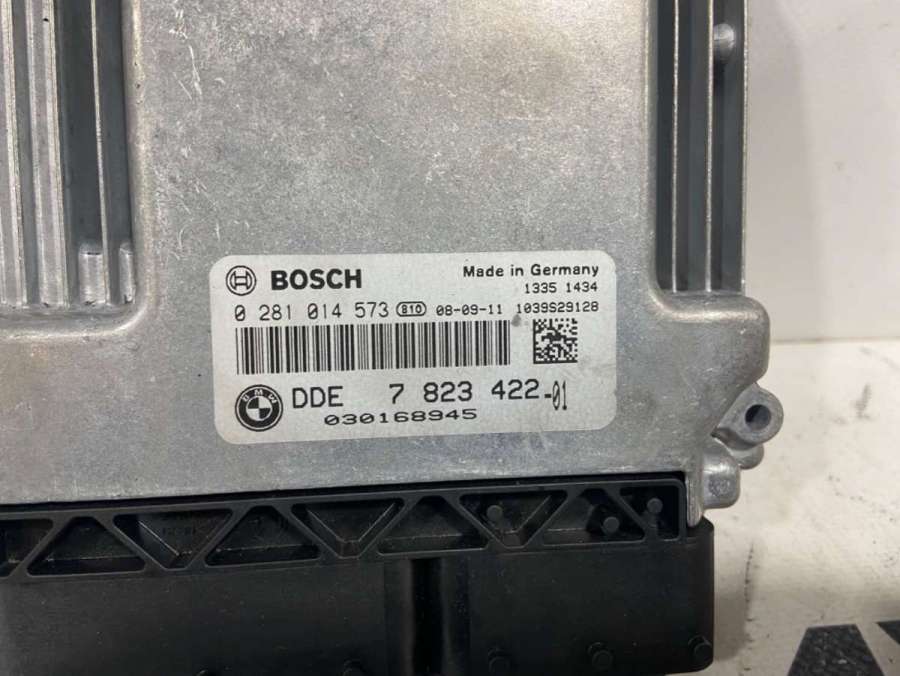 BOSCH Made in Germany
1335 1434
0 281 014 573 810 08-09-11 1039S29128
BMW DDE 7 823 422-01
030168945